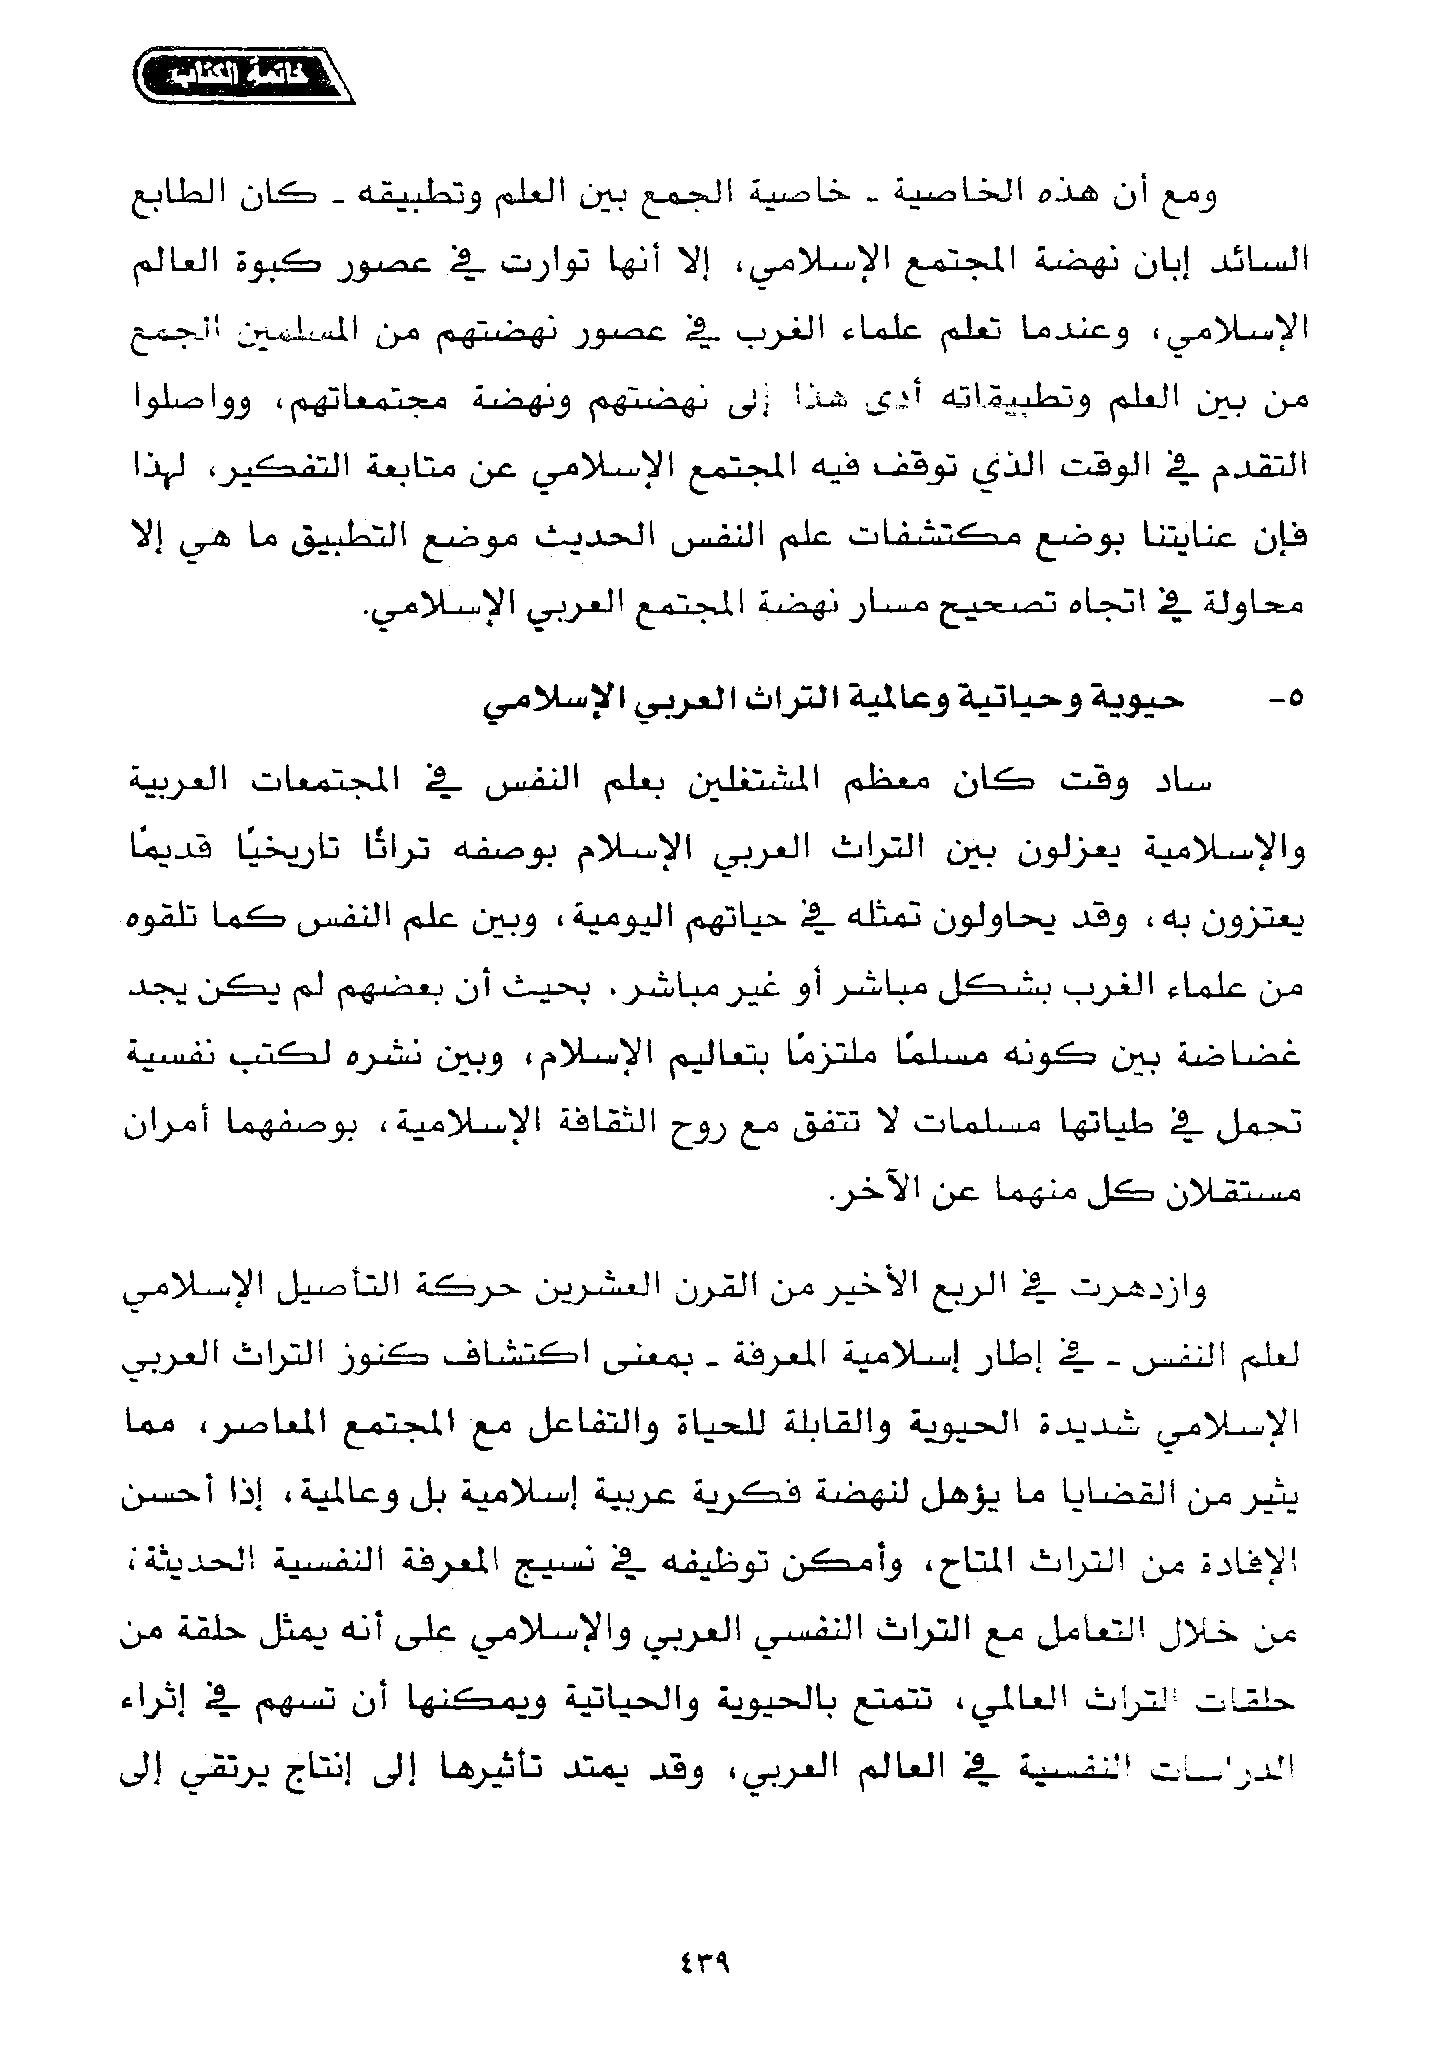 خاتمة الكتاب
ومع أن هذه الخاصية ـ خاصية الجمع بين العلم وتطبيقه ـ كان الطابع
السائد إبان نهضة المجتمع الإسلامي، إلا أنها توارت في عصور كبوة العالم
الإسلامي، وعندما تعلم علماء الغرب في عصور نهضتهم من المسلمين الجمع
من بين العلم وتطبيقاته أدى هذا إلى نهضتهم ونهضة مجتمعاتهم، وواصلوا
التقدم في الوقت الذي توقف فيه المجتمع الإسلامي عن متابعة التفكير، لهذا
فإن عنايتنا بوضع مكتشفات علم النفس الحديث موضع التطبيق ما هي إلا
محاولة في اتجاه تصحيح مسار نهضة المجتمع العربي الإسلامي.
٥- حيوية وحياتية وعالمية التراث العربي الإسلامي
ساد وقت كان معظم المشتغلين بعلم النفس في المجتمعات العربية
والإسلامية يعزلون بين التراث العربي الإسلام بوصفه تراثًا تاريخيًا قديمًا
يعتزون به، وقد يحاولون تمثله في حياتهم اليومية، وبين علم النفس كما تلقوه
من علماء الغرب بشكل مباشر أو غير مباشر. بحيث أن بعضهم لم يكن يجد
غضاضة بين كونه مسلمًا ملتزمًا بتعاليم الإسلام، وبين نشره لكتب نفسية
تحمل في طياتها مسلمات لا تتفق مع روح الثقافة الإسلامية، بوصفهما أمران
مستقلان كل منهما عن الآخر.
وازدهرت في الربع الأخير من القرن العشرين حركة التأصيل الإسلامي
لعلم النفس ـ في إطار إسلامية المعرفة ـ بمعنى اكتشاف كنوز التراث العربي
الإسلامي شديدة الحيوية والقابلة للحياة والتفاعل مع المجتمع المعاصر، مما
يثير من القضايا ما يؤهل لنهضة فكرية عربية إسلامية بل وعالمية، إذا أحسن
الإفادة من التراث المتاح، وأمكن توظيفه في نسيج المعرفة النفسية الحديثة،
من خلال التعامل مع التراث النفسي العربي والإسلامي على أنه يمثل حلقة من
حلقات التراث العالمي، تتمتع بالحيوية والحياتية ويمكنها أن تسهم في إثراء
الدراسات النفسية في العالم العربي، وقد يمتد تأثيرها إلى إنتاج يرتقي إلى
٤٣٩